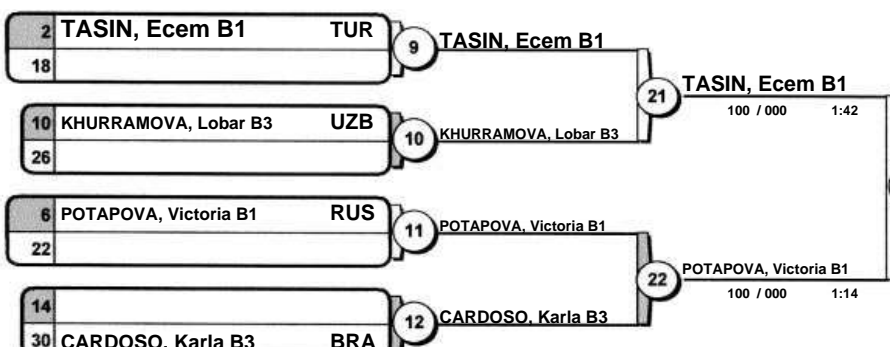 2 TASIN, Ecem B1 TUR
18
9 TASIN, Ecem B1
21 TASIN, Ecem B1
100 / 000 1:42
10 KHURRAMOVA, Lobar B3 UZB
26
10 KHURRAMOVA, Lobar B3
6 POTAPOVA, Victoria B1 RUS
22
11 POTAPOVA, Victoria B1
22 POTAPOVA, Victoria B1
100 / 000 1:14
14
30 CARDOSO, Karla B3 BRA
12 CARDOSO, Karla B3